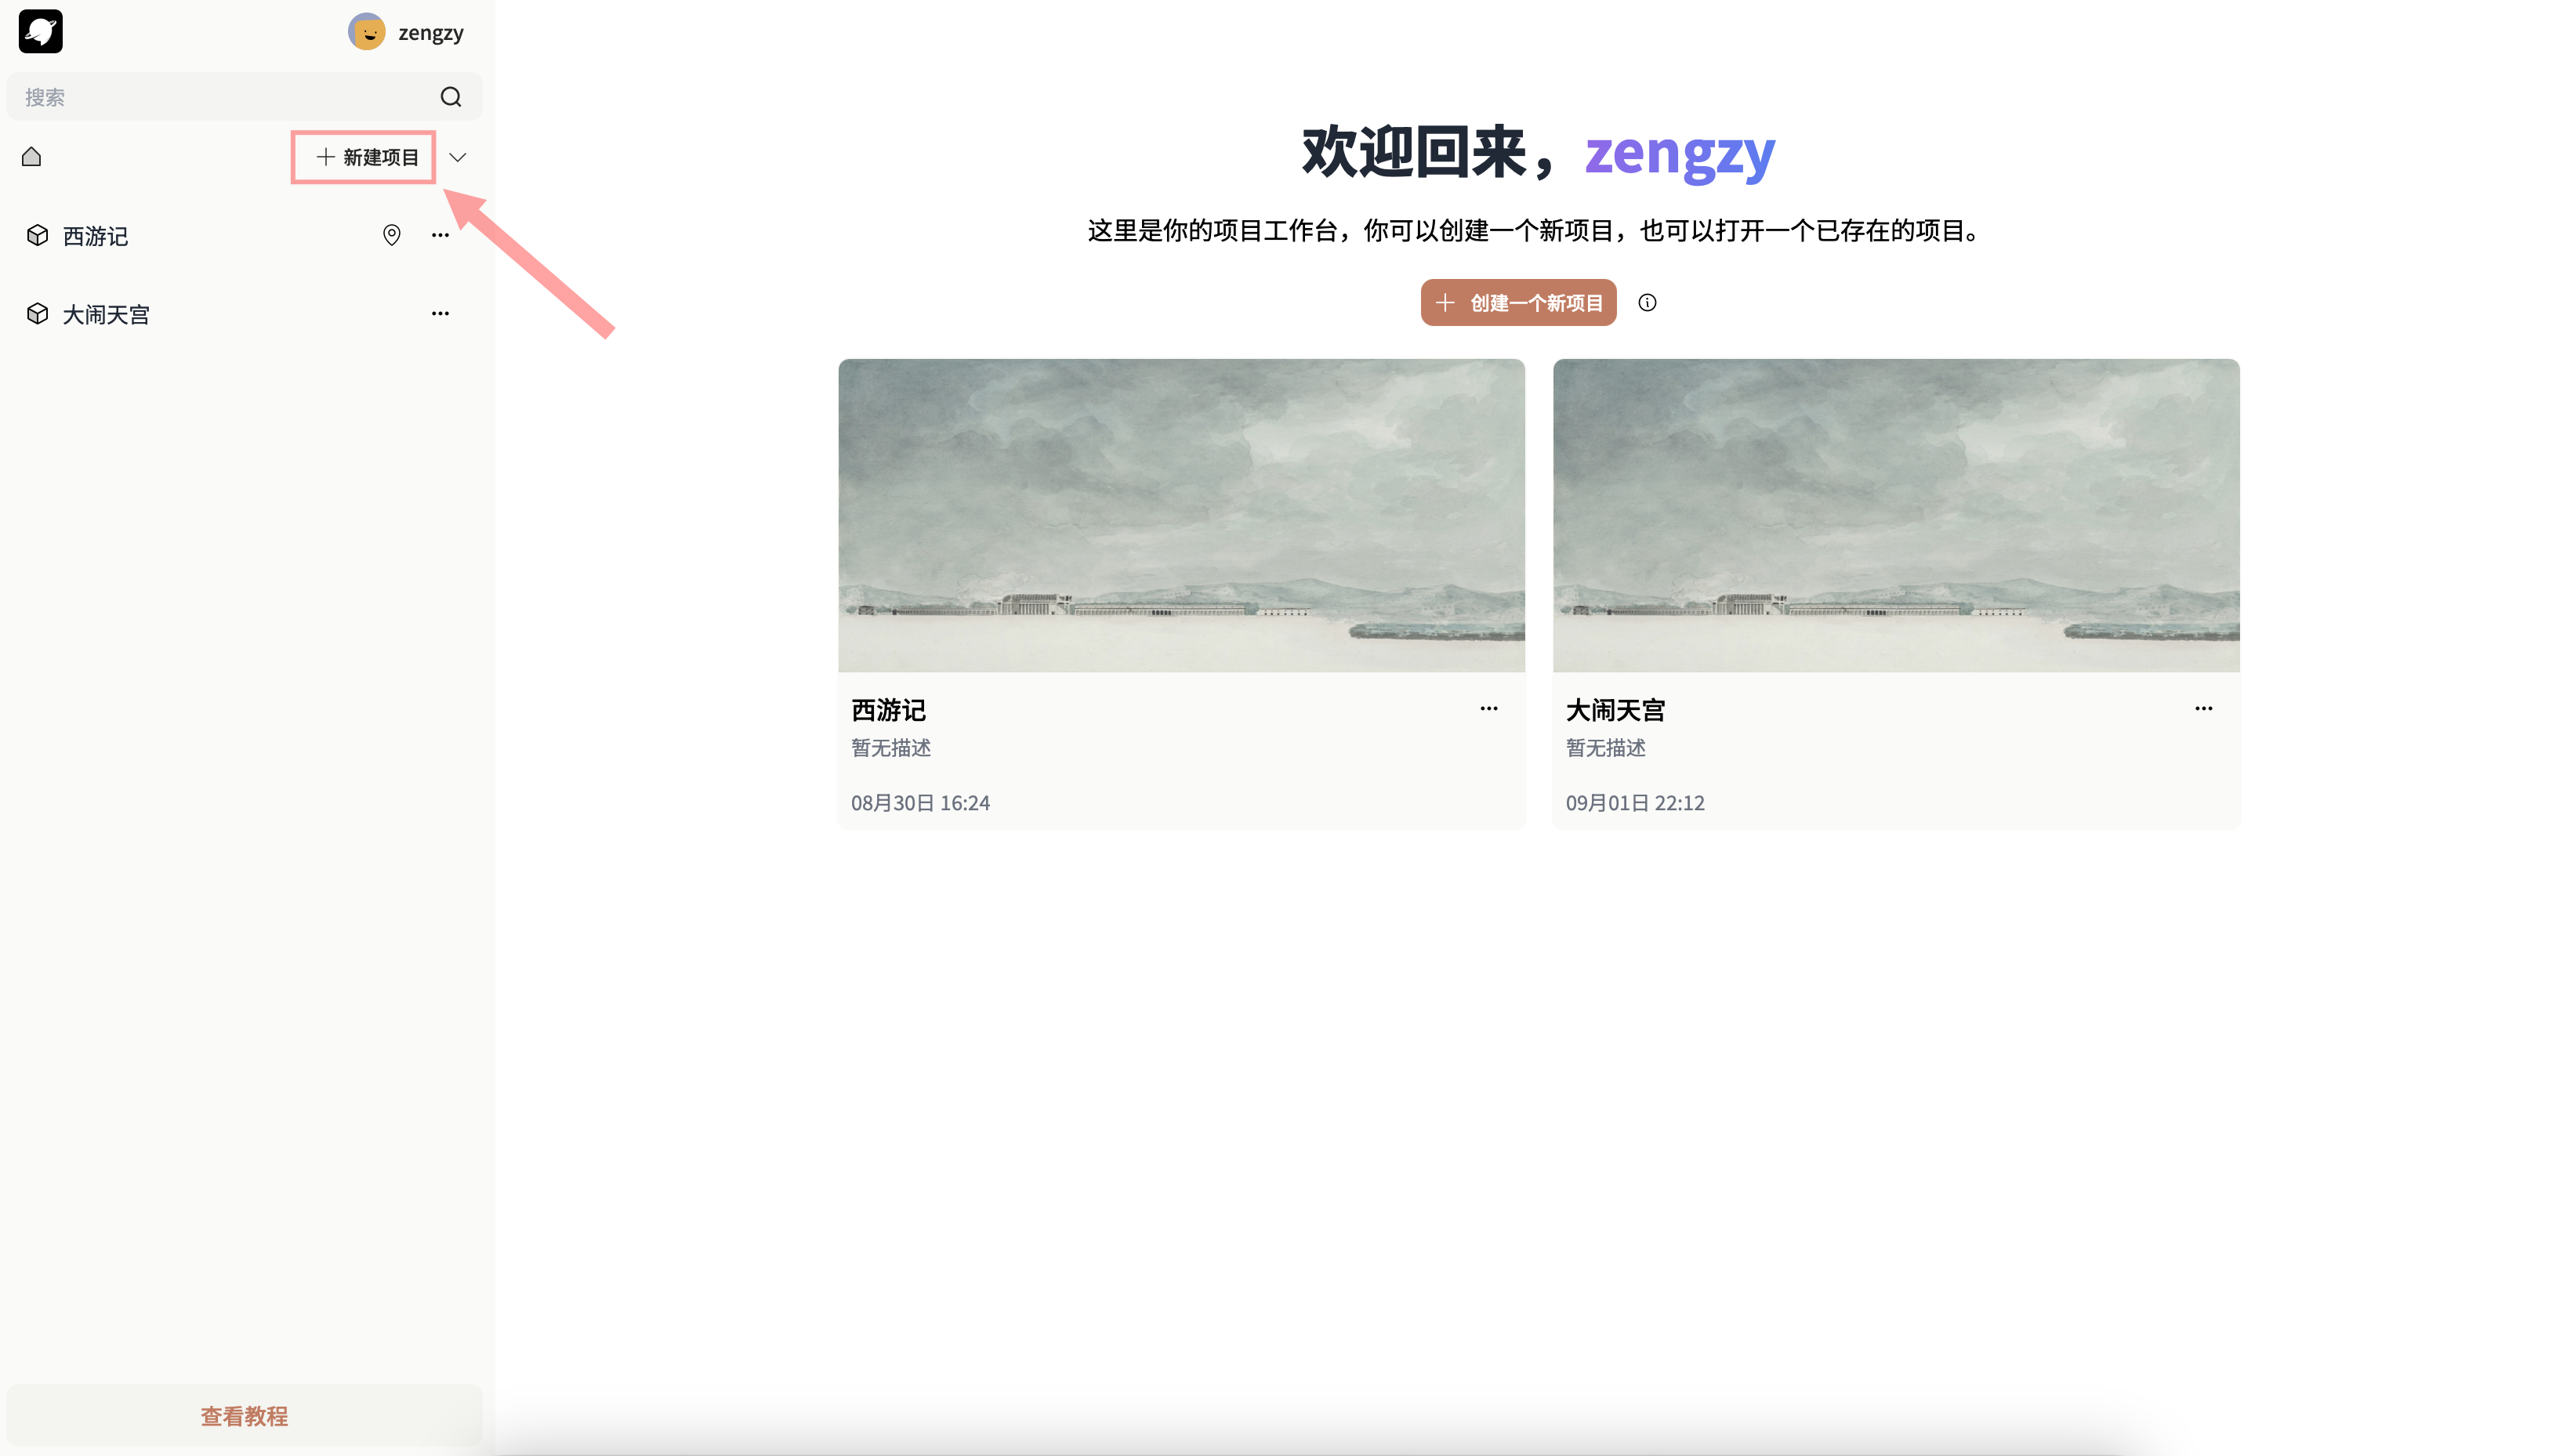 zengzy
搜索
新建项目
西游记
大闹天宫
查看教程
欢迎回来，zengzy
这里是你的项目工作台，你可以创建一个新项目，也可以打开一个已存在的项目。
创建一个新项目
西游记
暂无描述
08月30日 16:24
大闹天宫
暂无描述
09月01日 22:12